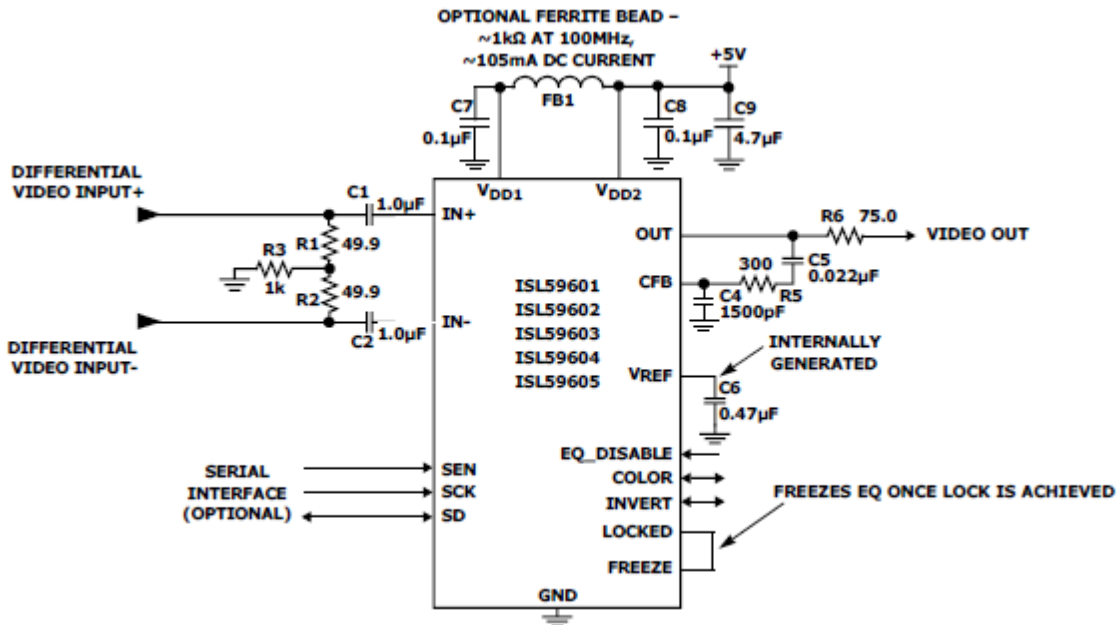 OPTIONAL FERRITE BEAD –
~1kΩ AT 100MHz,
~105mA DC CURRENT
+5V
C7
0.1µF
FB1
C8
0.1µF
C9
4.7µF
DIFFERENTIAL
VIDEO INPUT+
C1
1.0µF
VDD1
VDD2
IN+
OUT
R6 75.0
VIDEO OUT
R1
49.9
R3
1k
R2
49.9
C5
0.022µF
CFB
300
R5
C4
1500pF
ISL59601
ISL59602
ISL59603
ISL59604
ISL59605
IN-
1.0µF
C2
DIFFERENTIAL
VIDEO INPUT-
INTERNALLY
GENERATED
VREF
C6
0.47µF
EQ_DISABLE
COLOR
INVERT
LOCKED
FREEZE
FREEZES EQ ONCE LOCK IS ACHIEVED
SERIAL
INTERFACE
(OPTIONAL)
SEN
SCK
SD
GND